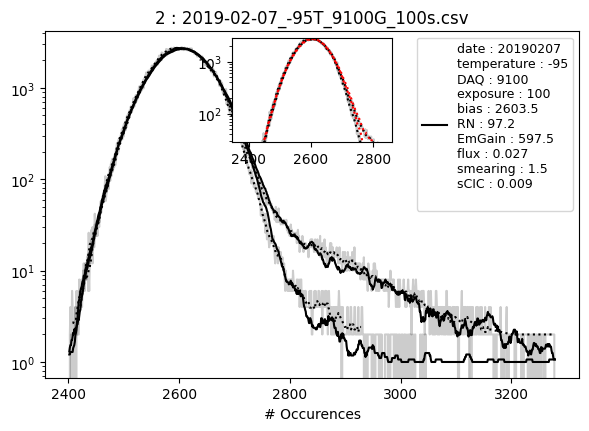 2 : 2019-02-07_-95T_9100G_100s.csv
date : 20190207
temperature : -95
DAQ : 9100
exposure : 100
bias : 2603.5
RN : 97.2
EmGain : 597.5
flux : 0.027
smearing : 1.5
sCIC : 0.009
10³
10²
2400 2600 2800
10³
10²
10¹
10⁰
2400 2600 2800 3000 3200
# Occurences